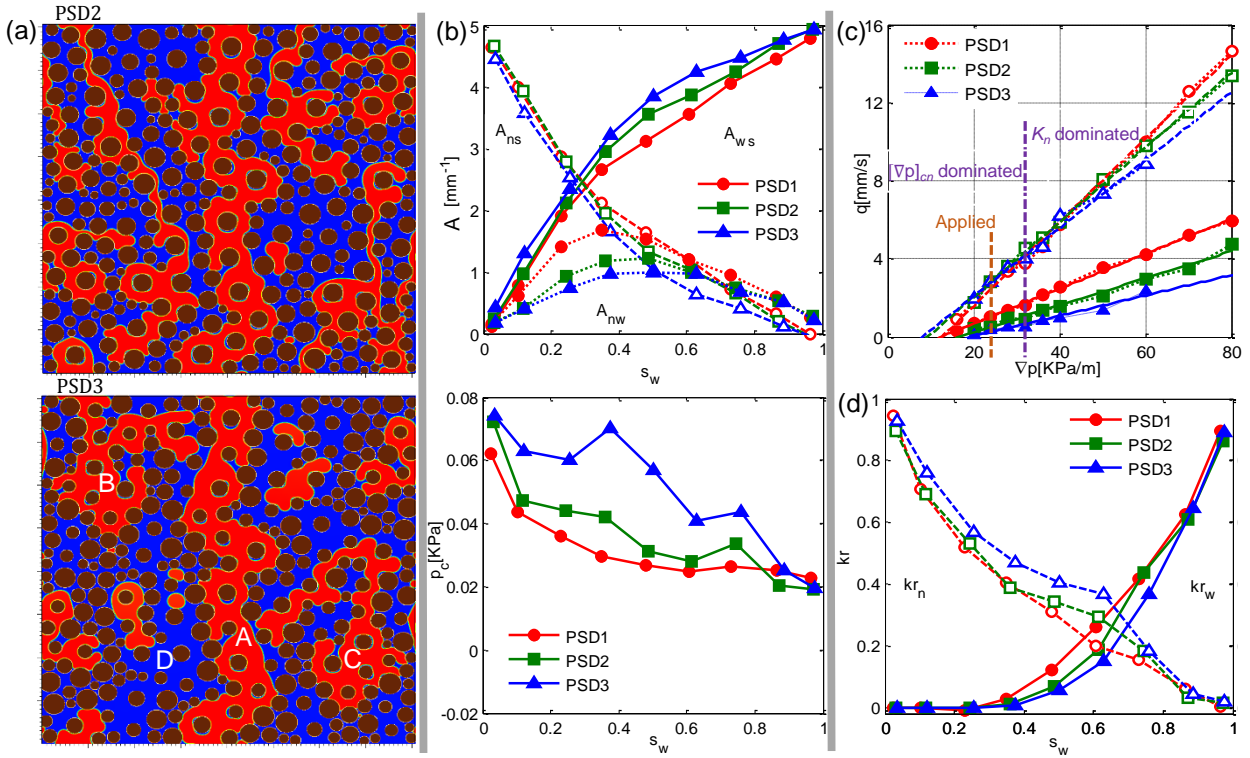 (a)
PSD2
PSD3
B
A
D
C
(b)
5
4
3
2
1
0
A [mm⁻¹]
A_ns
A_ws
A_nw
PSD1
PSD2
PSD3
0 0.2 0.4 0.6 0.8 1
s_w
0.08
0.06
0.04
0.02
0
-0.02
p_c[KPa]
PSD1
PSD2
PSD3
0 0.2 0.4 0.6 0.8 1
s_w
(c)
16
12
8
4
0
q[mm/s]
PSD1
PSD2
PSD3
K_n dominated
[∇p]_cn dominated
Applied
0 20 40 60 80
∇p[KPa/m]
(d)
1
0.8
0.6
0.4
0.2
0
kr
PSD1
PSD2
PSD3
kr_n
kr_w
0 0.2 0.4 0.6 0.8 1
s_w